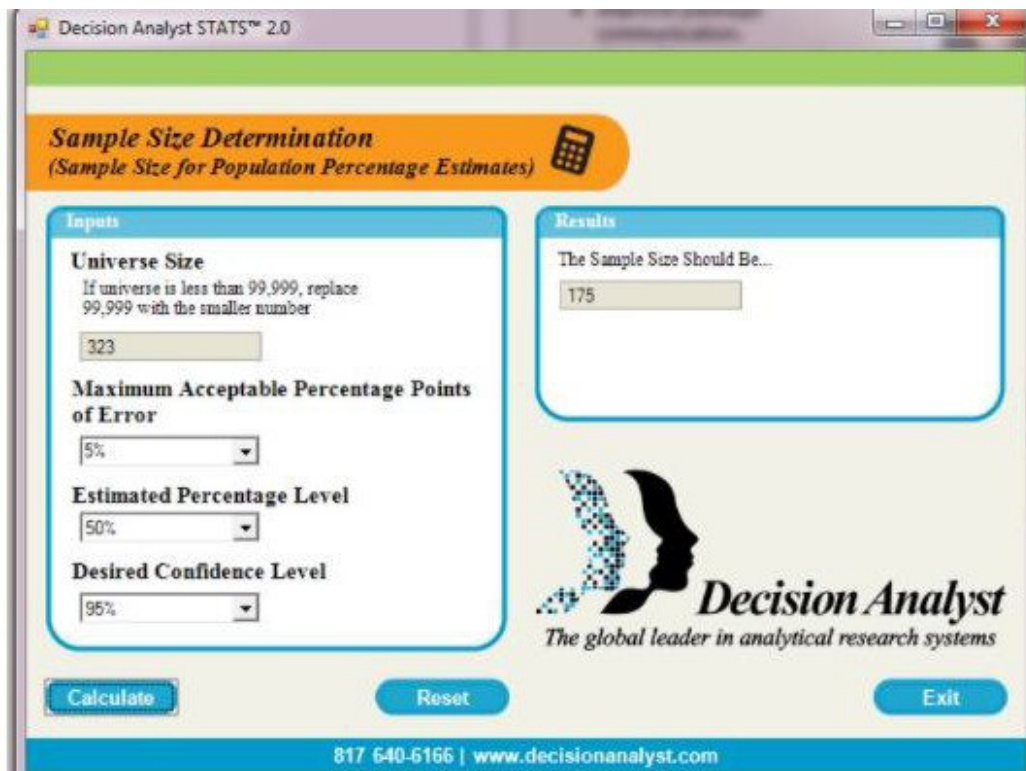 Decision Analyst STATS™ 2.0
Sample Size Determination
(Sample Size for Population Percentage Estimates)
Inputs
Universe Size
If universe is less than 99,999, replace
99,999 with the smaller number
323
Maximum Acceptable Percentage Points
of Error
5%
Estimated Percentage Level
50%
Desired Confidence Level
95%
Results
The Sample Size Should Be...
175
Decision Analyst
The global leader in analytical research systems
Calculate
Reset
Exit
817 640-6166 | www.decisionanalyst.com